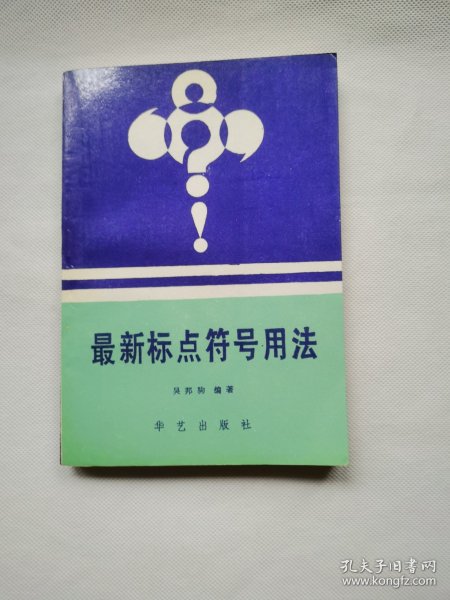 最新标点符号用法
吴邦驹 编著
华艺出版社
孔夫子旧书网
www.kongfz.com